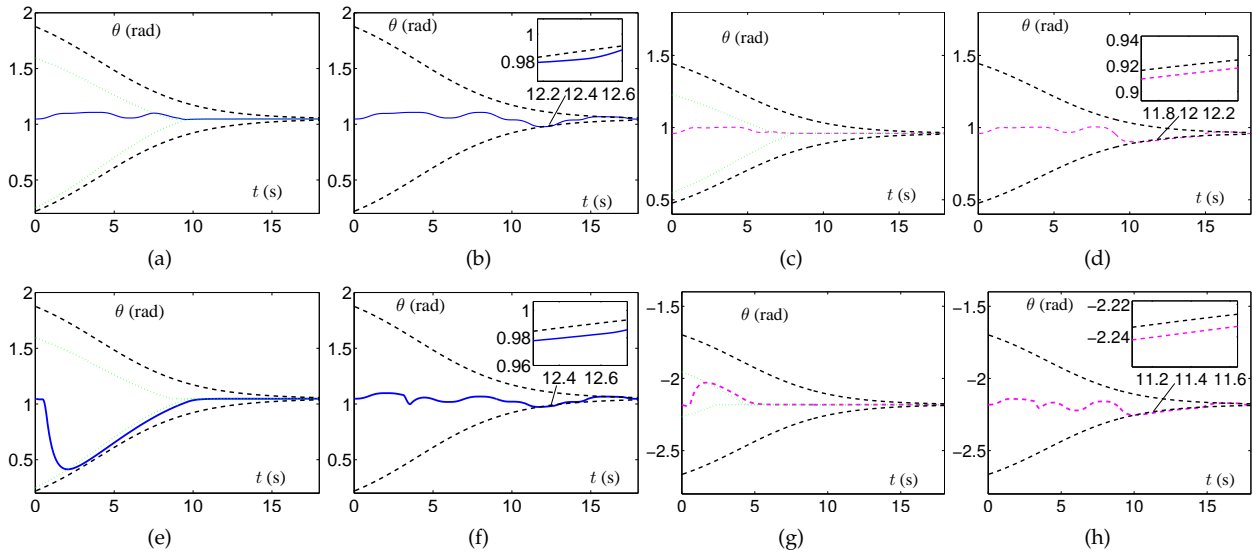 2 θ (rad) 2 θ (rad) 1 θ (rad) θ (rad) 0.94
1.5 1.5 0.98 1.5 1.5 0.92
12.2 12.4 12.6 0.9
1 1 1 1 11.8 12 12.2
0.5 t (s) 0.5 t (s) 0.5 t (s) 0.5 t (s)
0 5 10 15 0 5 10 15 0 5 10 15 0 5 10 15
(a) (b) (c) (d)
2 θ (rad) 2 θ (rad) 1 −1.5 θ (rad) −1.5 θ (rad) −2.22
1.5 1.5 0.98 −2.24
0.96
12.4 12.6 11.2 11.4 11.6
1 1 −2 −2
0.5 t (s) 0.5 t (s) −2.5 t (s) −2.5 t (s)
0 5 10 15 0 5 10 15 0 5 10 15 0 5 10 15
(e) (f) (g) (h)